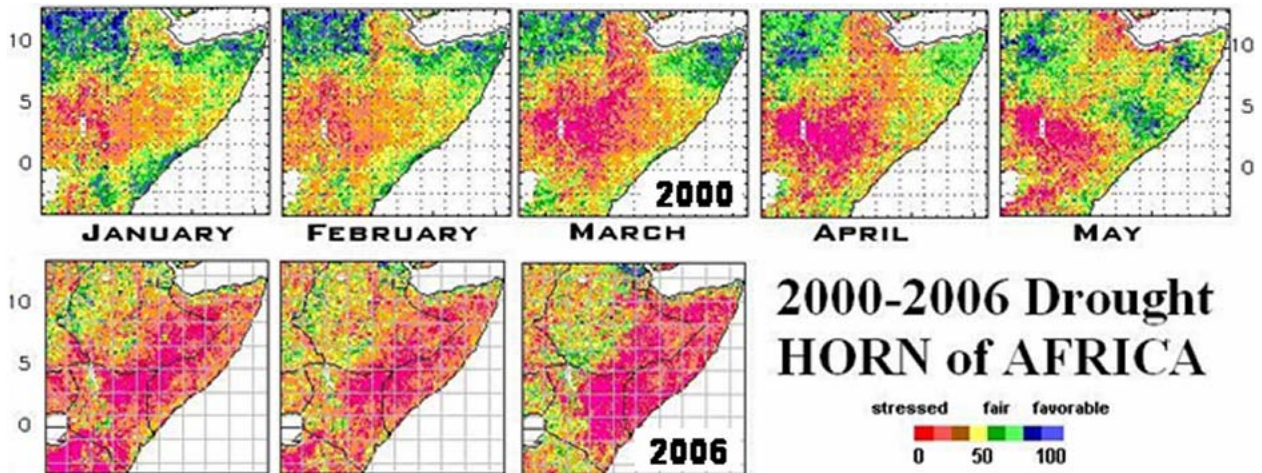 10
5
0
10
5
0
2000
JANUARY
FEBRUARY
MARCH
APRIL
MAY
10
5
0
2006
2000-2006 Drought
HORN of AFRICA
stressed fair favorable
0 50 100